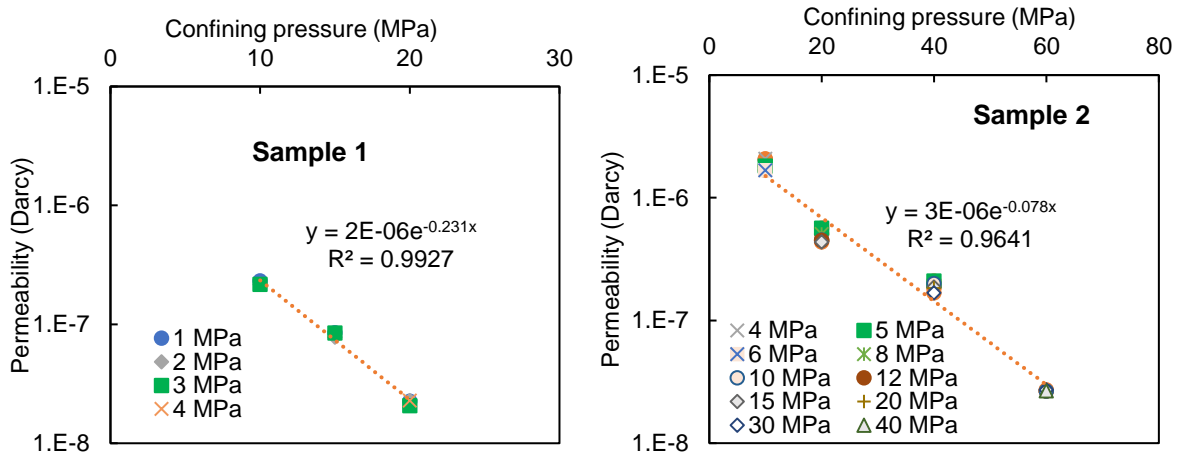 Confining pressure (MPa)
0 10 20 30
1.E-5
1.E-6
1.E-7
1.E-8
Permeability (Darcy)
Sample 1
y = 2E-06e^-0.231x
R² = 0.9927
1 MPa
2 MPa
3 MPa
4 MPa
Confining pressure (MPa)
0 20 40 60 80
1.E-5
1.E-6
1.E-7
1.E-8
Permeability (Darcy)
Sample 2
y = 3E-06e^-0.078x
R² = 0.9641
4 MPa 5 MPa
6 MPa 8 MPa
10 MPa 12 MPa
15 MPa 20 MPa
30 MPa 40 MPa